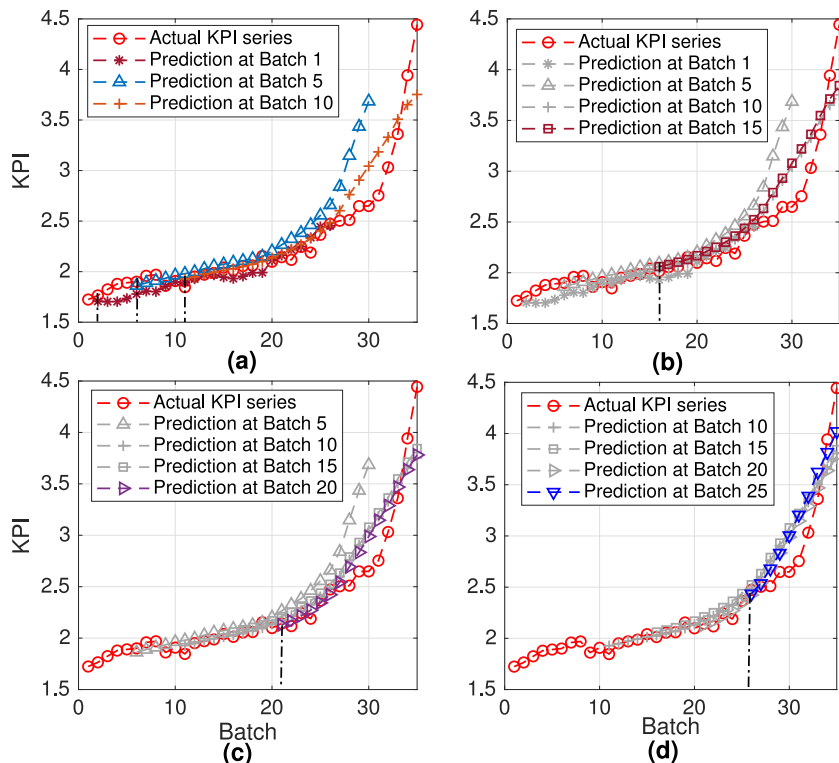 4.5
4
3.5
3
2.5
2
1.5
KPI
Actual KPI series
Prediction at Batch 1
Prediction at Batch 5
Prediction at Batch 10
0 10 20 30
(a)
4.5
4
3.5
3
2.5
2
1.5
Actual KPI series
Prediction at Batch 1
Prediction at Batch 5
Prediction at Batch 10
Prediction at Batch 15
0 10 20 30
(b)
4.5
4
3.5
3
2.5
2
1.5
KPI
Actual KPI series
Prediction at Batch 5
Prediction at Batch 10
Prediction at Batch 15
Prediction at Batch 20
0 10 20 30
Batch
(c)
4.5
4
3.5
3
2.5
2
1.5
Actual KPI series
Prediction at Batch 10
Prediction at Batch 15
Prediction at Batch 20
Prediction at Batch 25
0 10 20 30
Batch
(d)